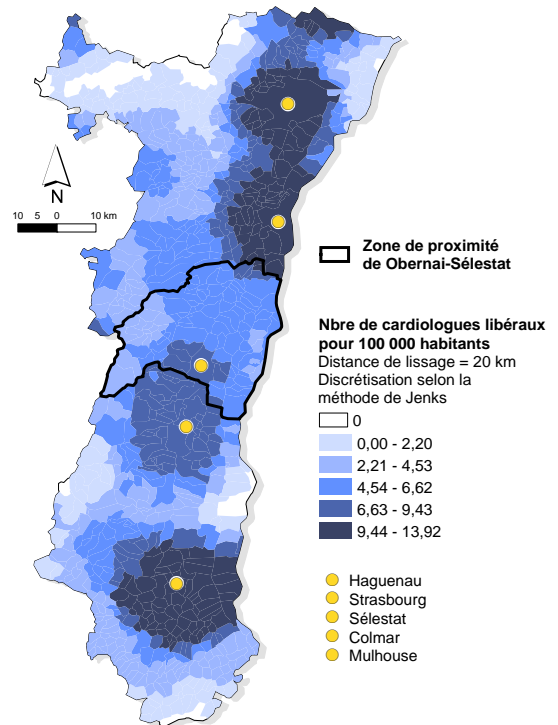 N
10 5 0 10 km
Zone de proximité
de Obernai-Sélestat
Nbre de cardiologues libéraux
pour 100 000 habitants
Distance de lissage = 20 km
Discrétisation selon la
méthode de Jenks
0
0,00 - 2,20
2,21 - 4,53
4,54 - 6,62
6,63 - 9,43
9,44 - 13,92
Haguenau
Strasbourg
Sélestat
Colmar
Mulhouse